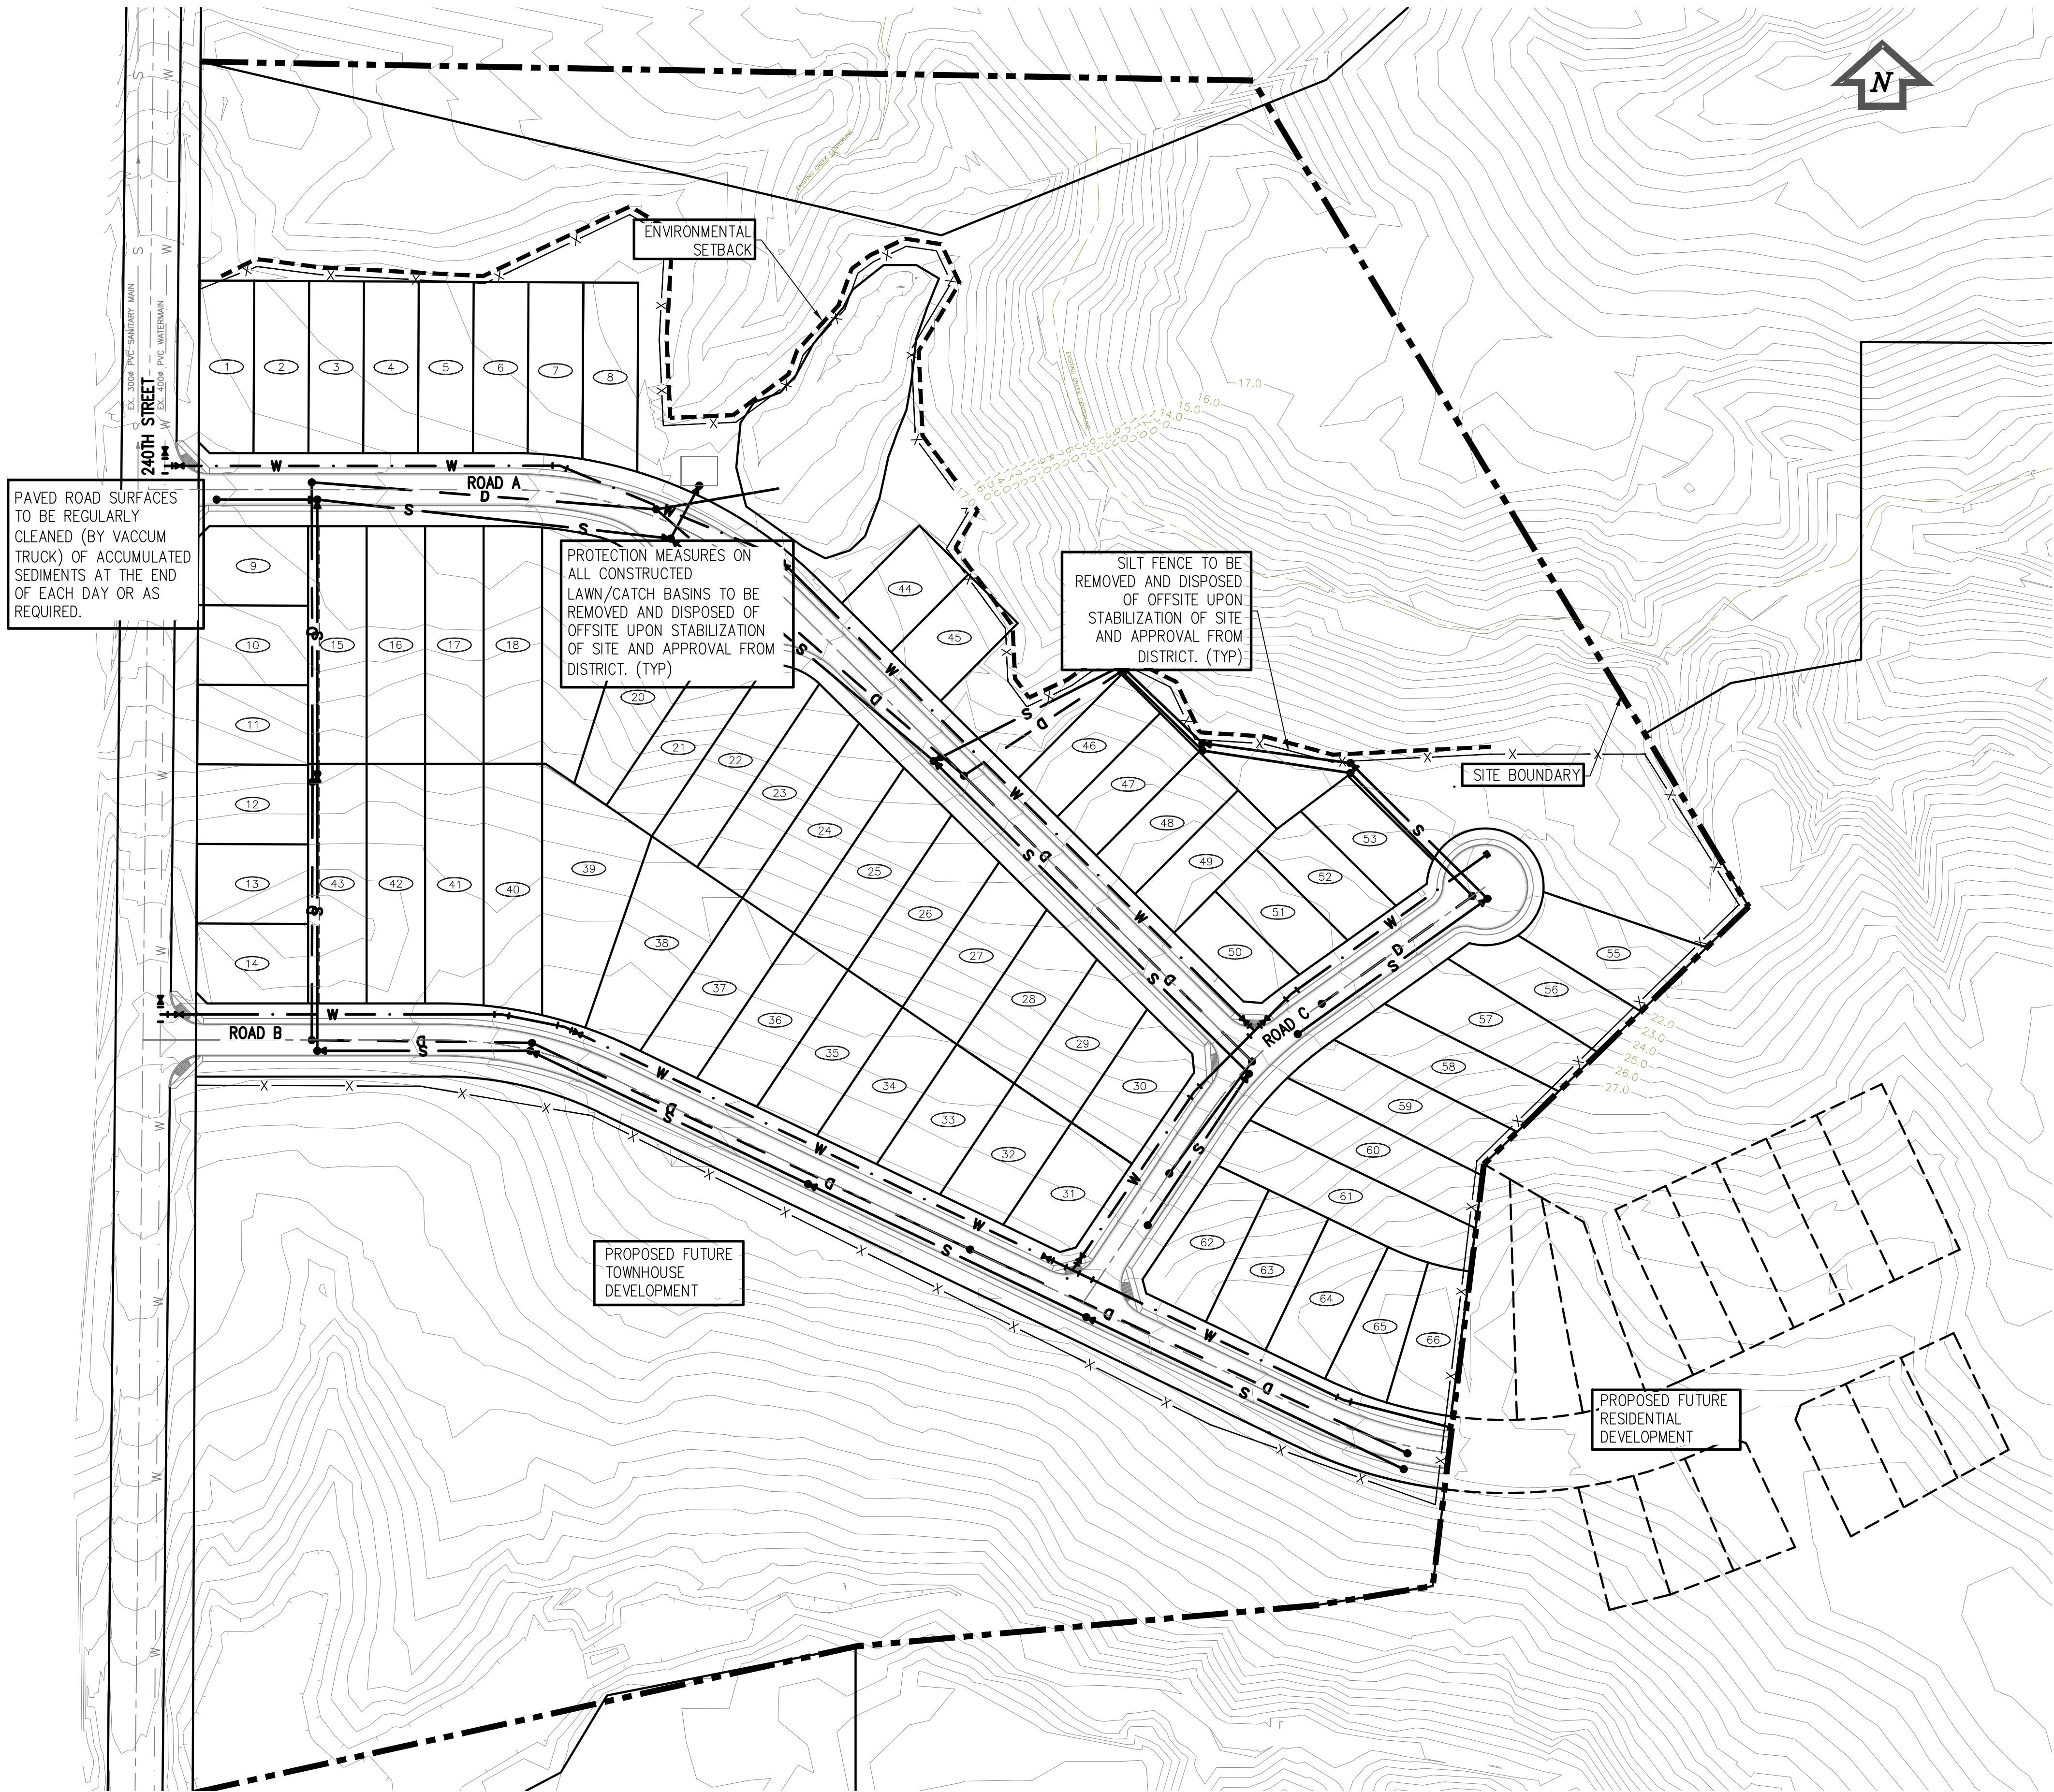 N
ENVIRONMENTAL
SETBACK
EXISTING CREEK CENTERLINE
EXISTING CREEK CENTERLINE
S
S
S
S
W
W
W
W
EX. 300ø PVC SANITARY MAIN
EX. 400ø PVC WATERMAIN
240TH STREET
1
2
3
4
5
6
7
8
17.0
16.0
15.0
14.0
PAVED ROAD SURFACES
TO BE REGULARLY
CLEANED (BY VACCUM
TRUCK) OF ACCUMULATED
SEDIMENTS AT THE END
OF EACH DAY OR AS
REQUIRED.
W
W
ROAD A
D
S
S
W
PROTECTION MEASURES ON
ALL CONSTRUCTED
LAWN/CATCH BASINS TO BE
REMOVED AND DISPOSED OF
OFFSITE UPON STABILIZATION
OF SITE AND APPROVAL FROM
DISTRICT. (TYP)
SILT FENCE TO BE
REMOVED AND DISPOSED
OF OFFSITE UPON
STABILIZATION OF SITE
AND APPROVAL FROM
DISTRICT. (TYP)
SITE BOUNDARY
9
10
11
12
13
14
15
16
17
18
20
21
22
23
24
25
26
27
28
29
30
31
32
33
34
35
36
37
38
39
40
41
42
43
44
45
46
47
48
49
50
51
52
53
55
56
57
58
59
60
61
62
63
64
65
66
ROAD B
ROAD C
22.0
23.0
24.0
25.0
26.0
27.0
PROPOSED FUTURE
TOWNHOUSE
DEVELOPMENT
PROPOSED FUTURE
RESIDENTIAL
DEVELOPMENT